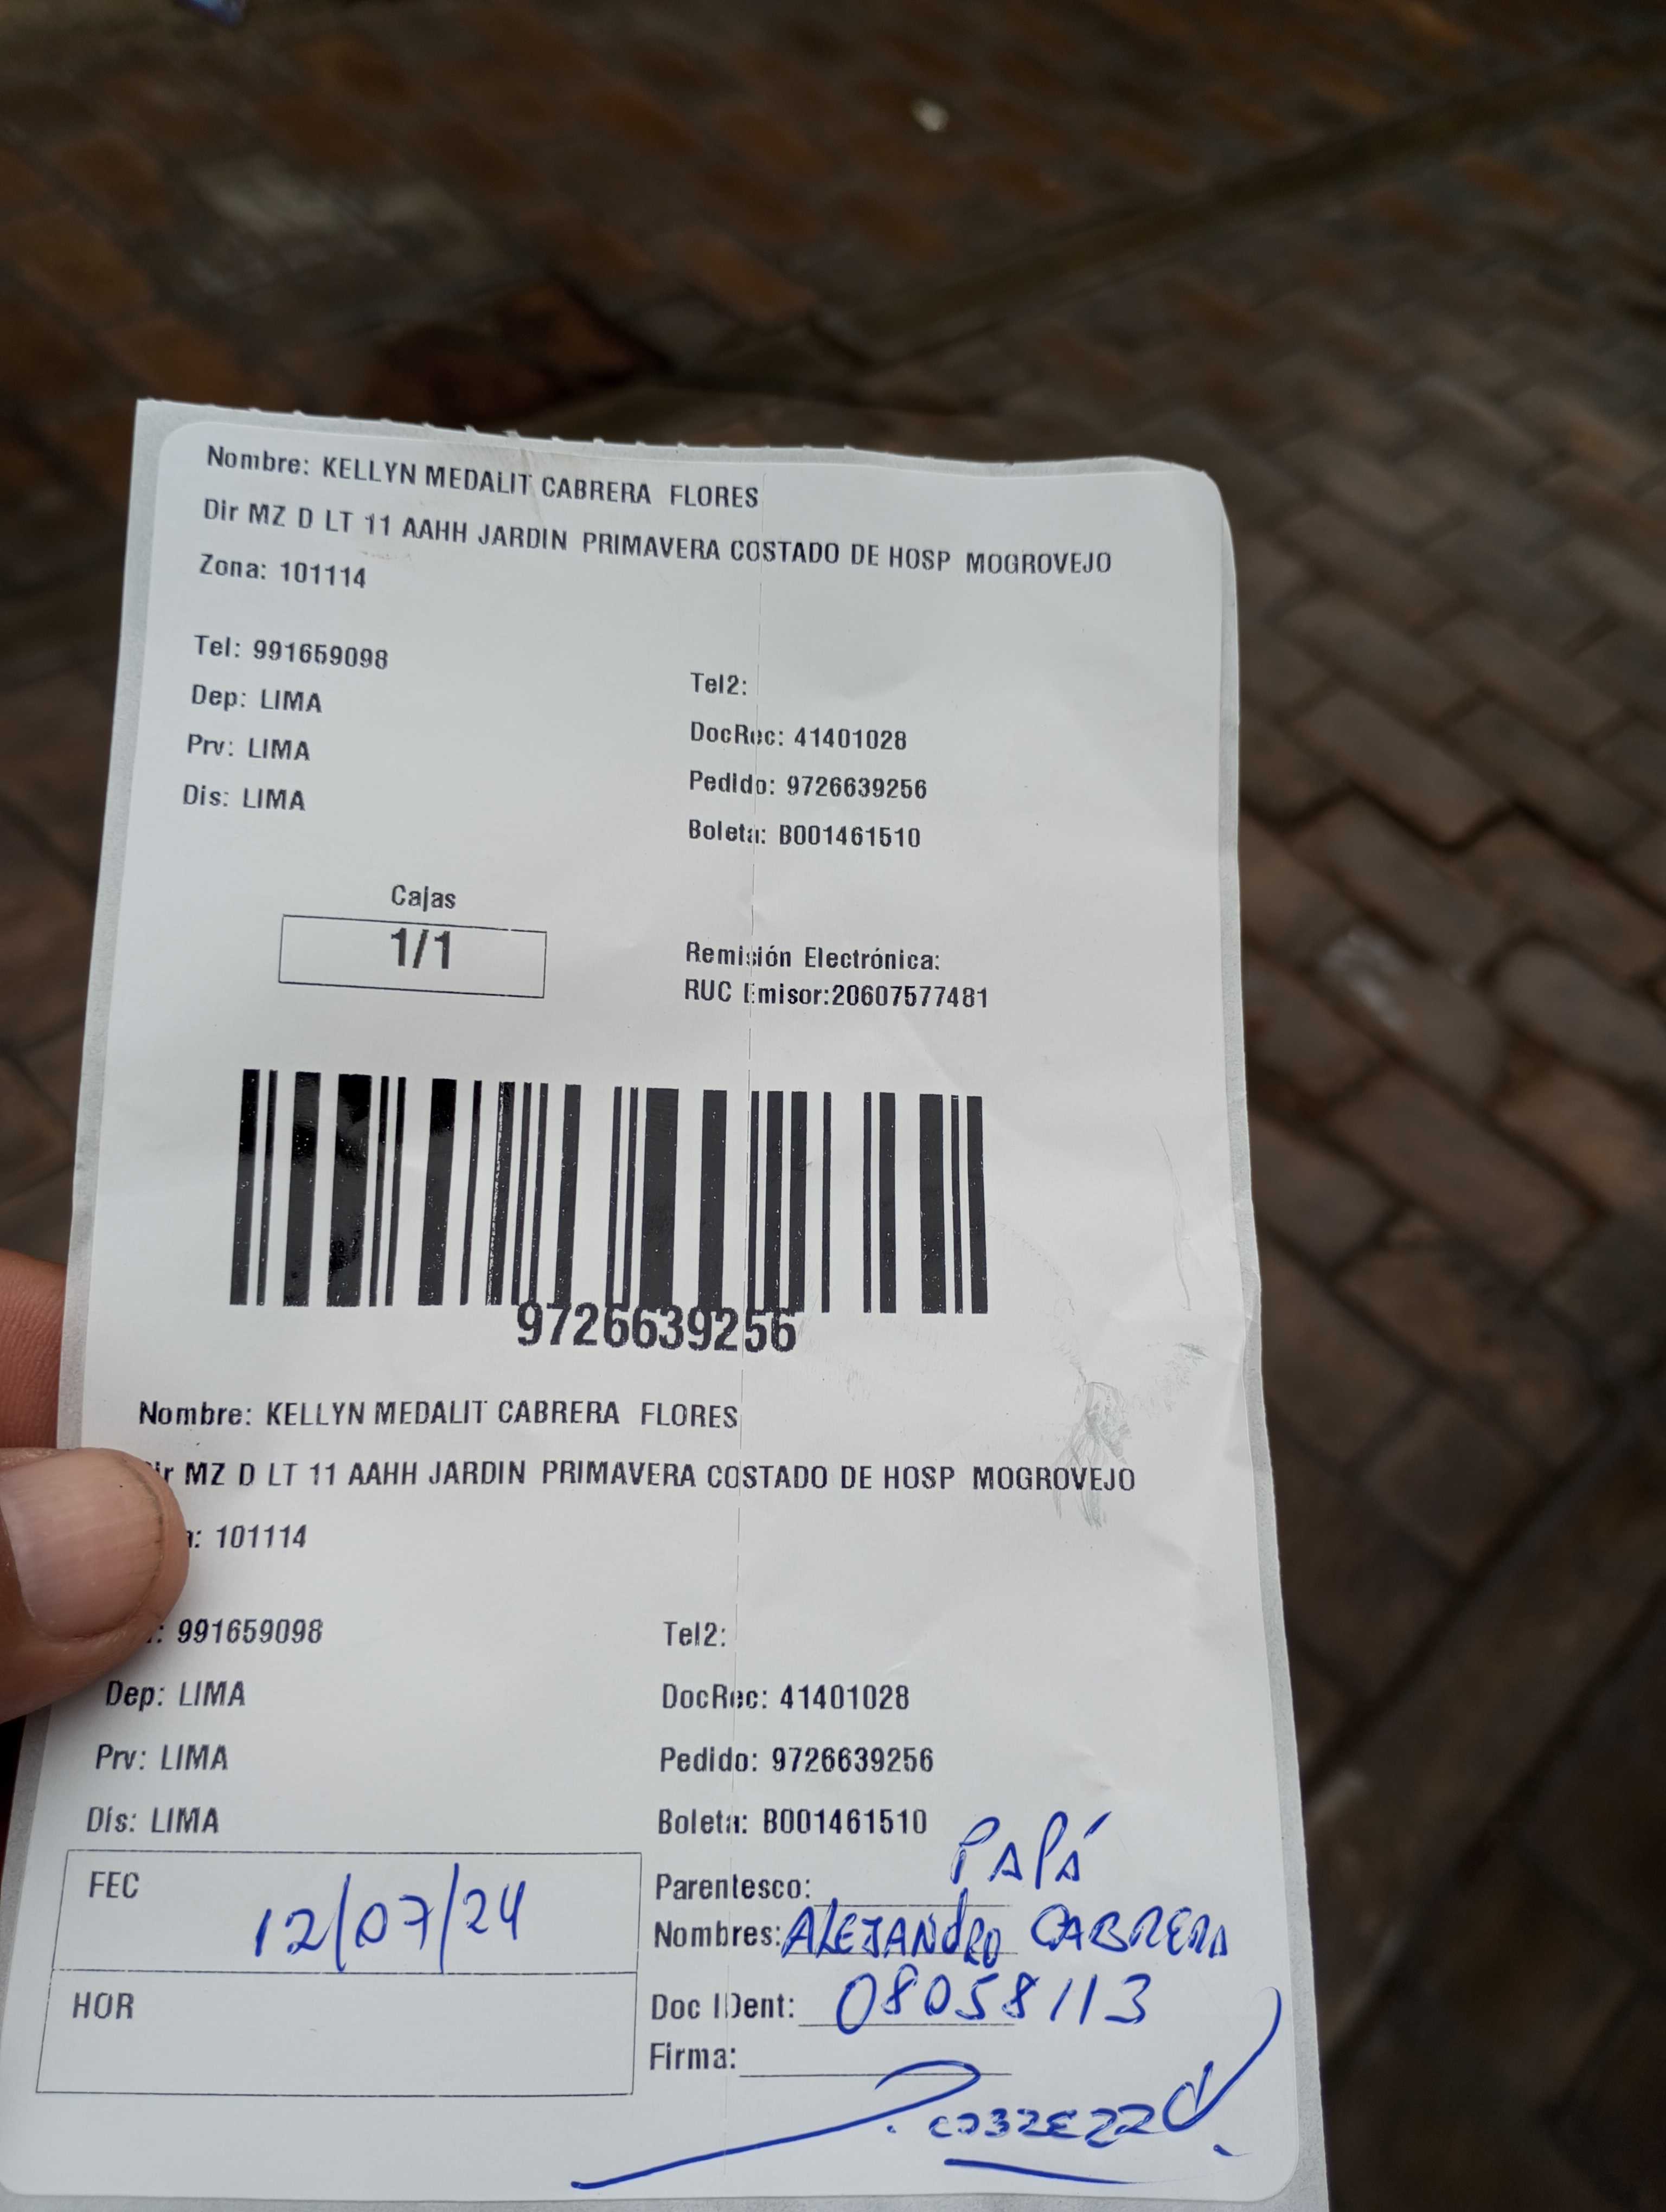 Nombre: KELLYN MEDALIT CABRERA FLORES
Dir MZ D LT 11 AAHH JARDIN PRIMAVERA COSTADO DE HOSP MOGROVEJO
Zona: 101114
Tel: 991659098
Tel2:
Dep: LIMA
DocRec: 41401028
Prv: LIMA
Pedido: 9726639256
Dis: LIMA
Boleta: B001461510
Cajas
1/1
Remisión Electrónica:
RUC Emisor:20607577481
9726639256
Nombre: KELLYN MEDALIT CABRERA FLORES
MZ D LT 11 AAHH JARDIN PRIMAVERA COSTADO DE HOSP MOGROVEJO
101114
991659098
Tel2:
Dep: LIMA
DocRec: 41401028
Prv: LIMA
Pedido: 9726639256
Dis: LIMA
Boleta: B001461510
FEC 12/07/24
Parentesco: PAPÁ
Nombres: ALEJANDRO CABRERA
HOR
Doc IDent: 08058113
Firma: